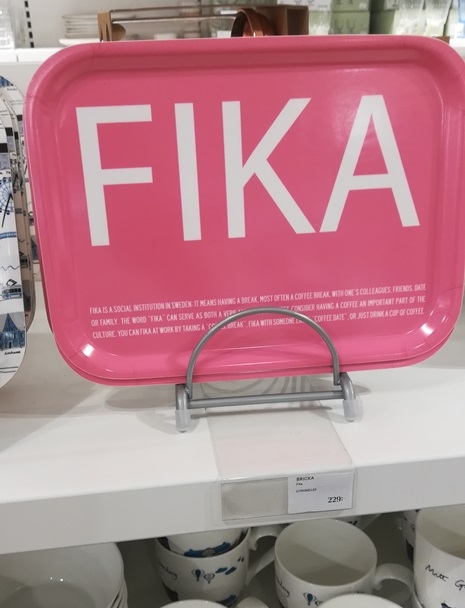 FIKA
FIKA IS A SOCIAL INSTITUTION IN SWEDEN. IT MEANS HAVING A BREAK, MOST OFTEN A COFFEE BREAK, WITH ONE'S COLLEAGUES, FRIENDS, DATE
OR FAMILY. THE WORD "FIKA" CAN SERVE AS BOTH A CONSIDER HAVING A COFFEE AN IMPORTANT PART OF THE
CULTURE. YOU CAN FIKA AT WORK BY TAKING A "COFFEE BREAK", FIKA WITH SOMEONE "COFFEE DATE", OR JUST DRINK A CUP OF COFFEE.
BRICKA
229: